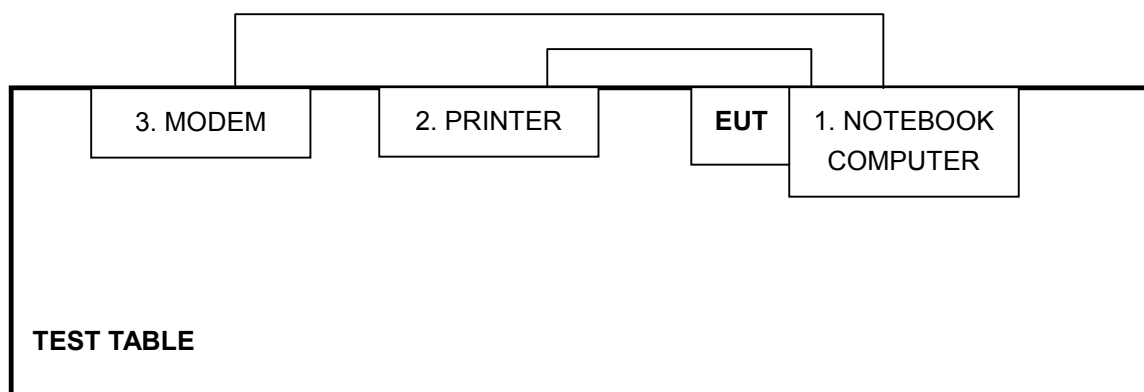 3. MODEM
2. PRINTER
EUT
1. NOTEBOOK
COMPUTER
TEST TABLE